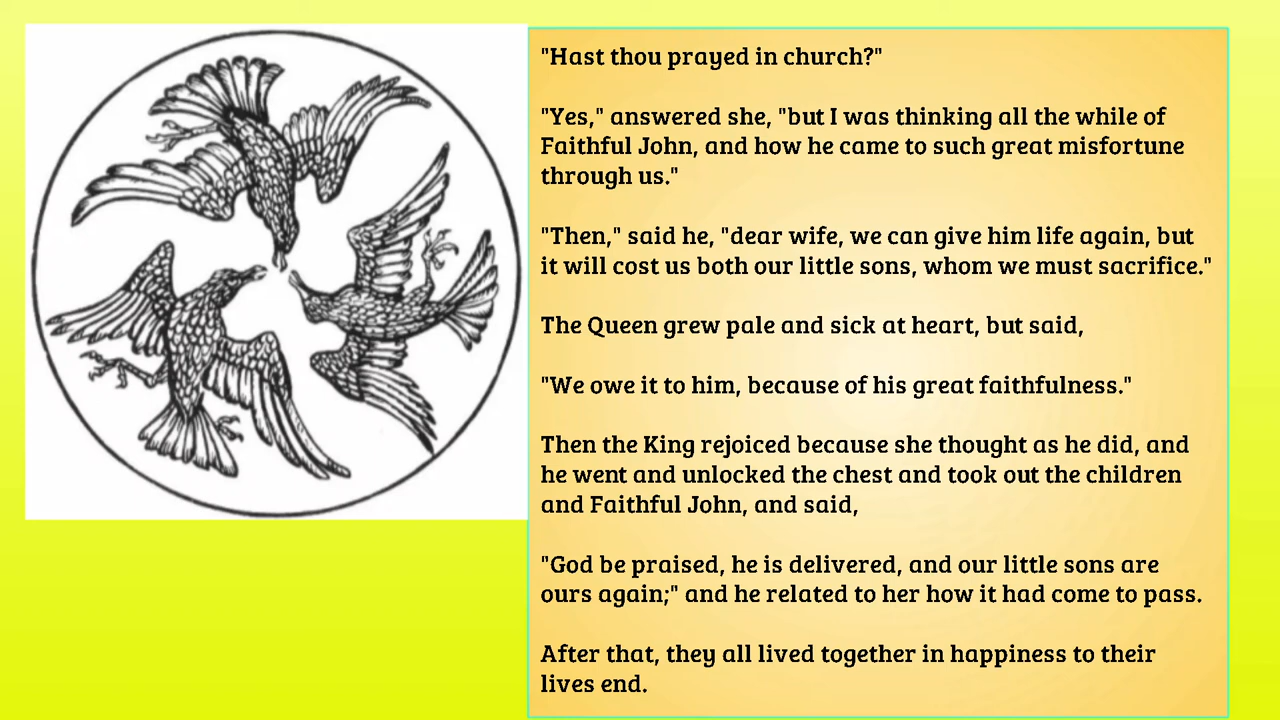 "Hast thou prayed in church?"
"Yes," answered she, "but I was thinking all the while of
Faithful John, and how he came to such great misfortune
through us."
"Then," said he, "dear wife, we can give him life again, but
it will cost us both our little sons, whom we must sacrifice."
The Queen grew pale and sick at heart, but said,
"We owe it to him, because of his great faithfulness."
Then the King rejoiced because she thought as he did, and
he went and unlocked the chest and took out the children
and Faithful John, and said,
"God be praised, he is delivered, and our little sons are
ours again;" and he related to her how it had come to pass.
After that, they all lived together in happiness to their
lives end.